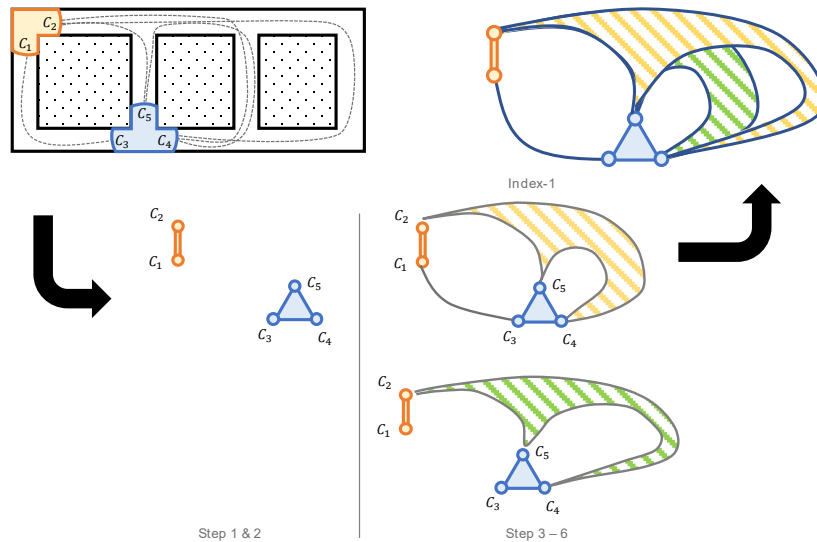 C₂
C₁
C₅
C₃
C₄
Index-1
C₂
C₁
C₅
C₃
C₄
C₂
C₁
C₅
C₃
C₄
C₂
C₁
C₅
C₃
C₄
Step 1 & 2
Step 3 – 6